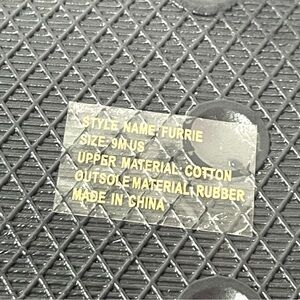 STYLE NAME: FURRIE
SIZE: 9M US
UPPER MATERIAL: COTTON
OUTSOLE MATERIAL: RUBBER
MADE IN CHINA